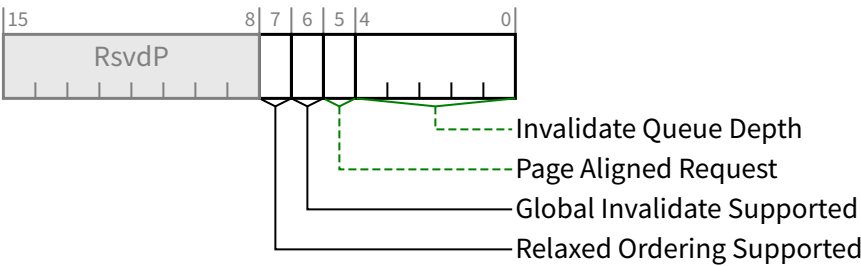 15 8 7 6 5 4 0
RsvdP
Invalidate Queue Depth
Page Aligned Request
Global Invalidate Supported
Relaxed Ordering Supported